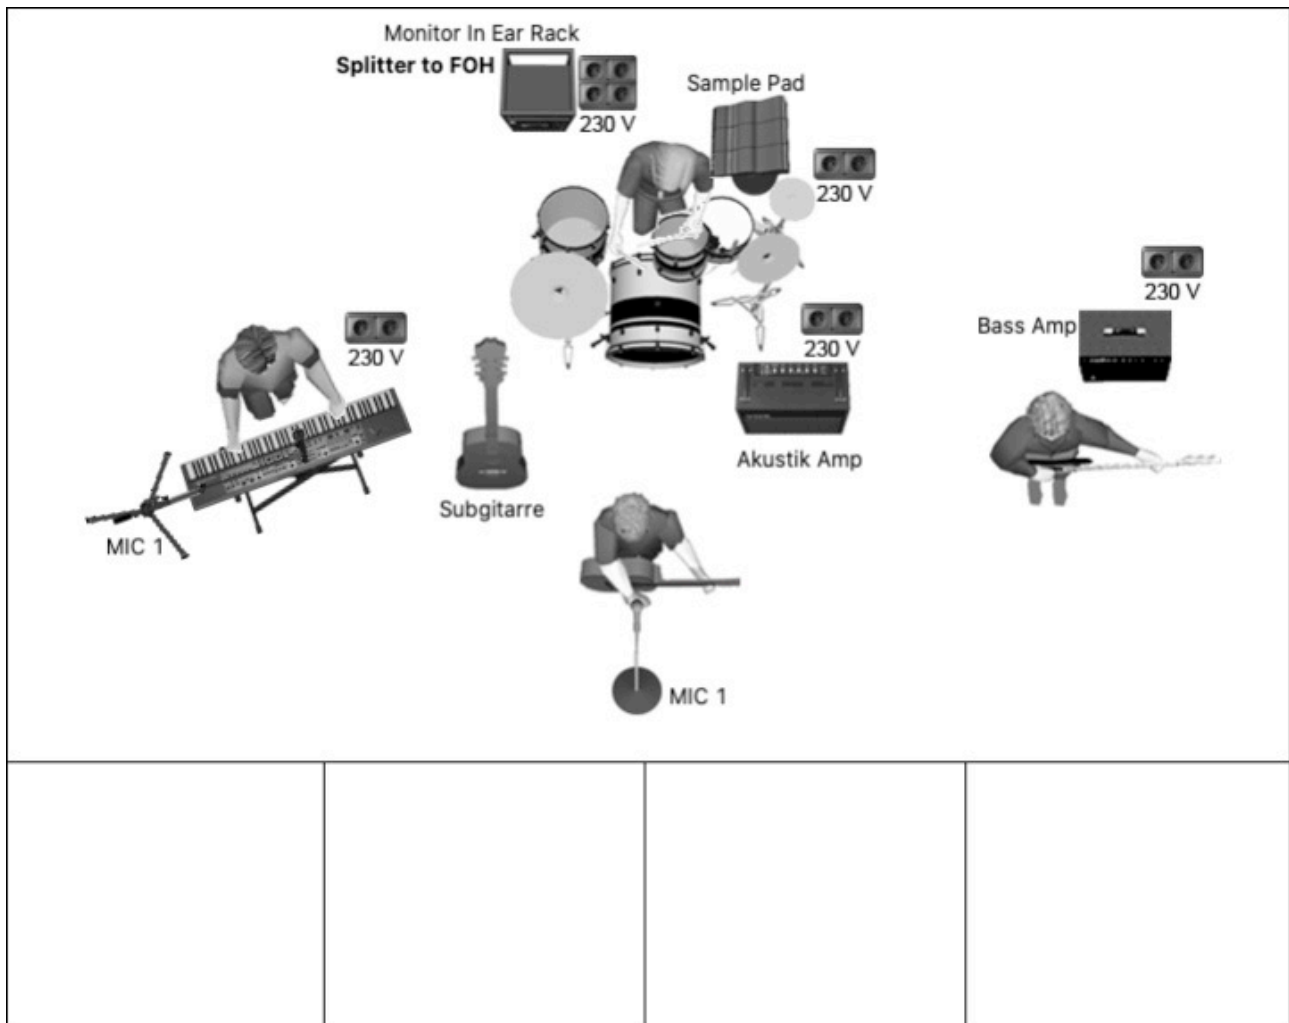 Monitor In Ear Rack
Splitter to FOH
230 V
Sample Pad
230 V
230 V
230 V
230 V
Bass Amp
Akustik Amp
Subgitarre
MIC 1
MIC 1